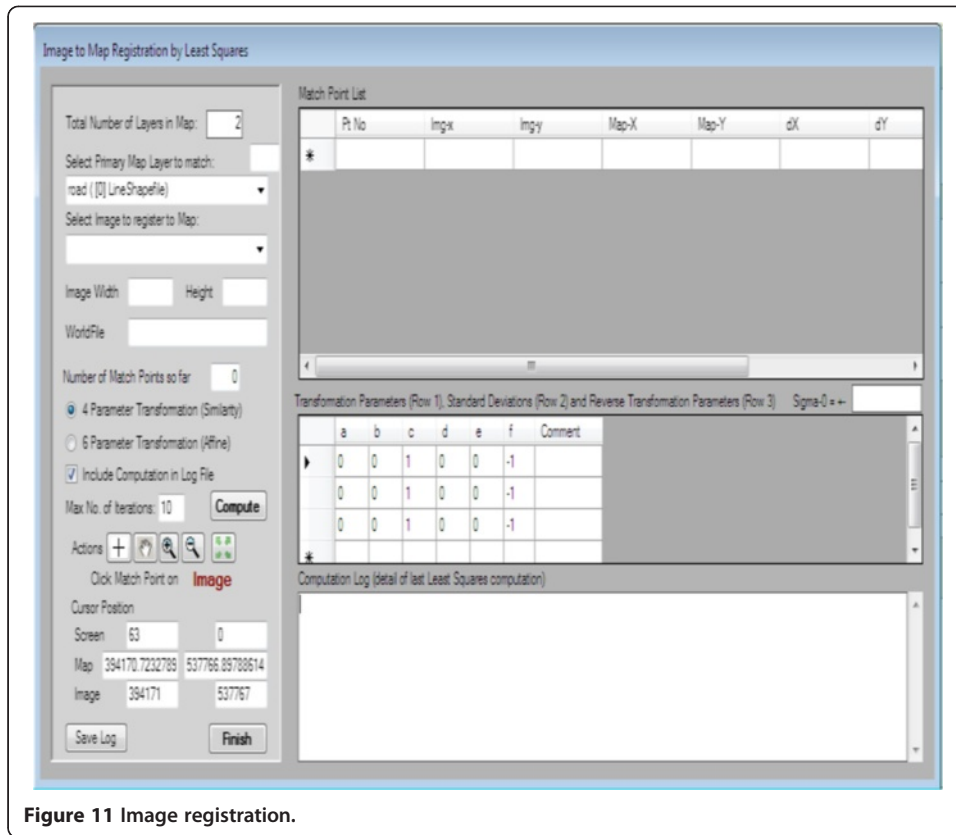 Image to Map Registration by Least Squares
Total Number of Layers in Map: 2
Select Primary Map Layer to match:
road ( [0] LineShapefile)
Select Image to register to Map:
Image Width Height
WorldFile
Number of Match Points so far 0
4 Parameter Transformation (Similarty)
6 Parameter Transformation (Affine)
Include Computation in Log File
Max No. of Iterations: 10 Compute
Actions
Click Match Point on Image
Cursor Position
Screen 63 0
Map 394170.7232789 537766.89788614
Image 394171 537767
Save Log Finish
Match Point List
Pt No Img-x Img-y Map-X Map-Y dX dY
Transfomation Parameters (Row 1), Standard Deviations (Row 2) and Reverse Transfomation Parameters (Row 3) Sigma-0 = +-
a b c d e f Comment
0 0 1 0 0 -1
0 0 1 0 0 -1
0 0 1 0 0 -1
Computation Log (detail of last Least Squares computation)
Figure 11 Image registration.